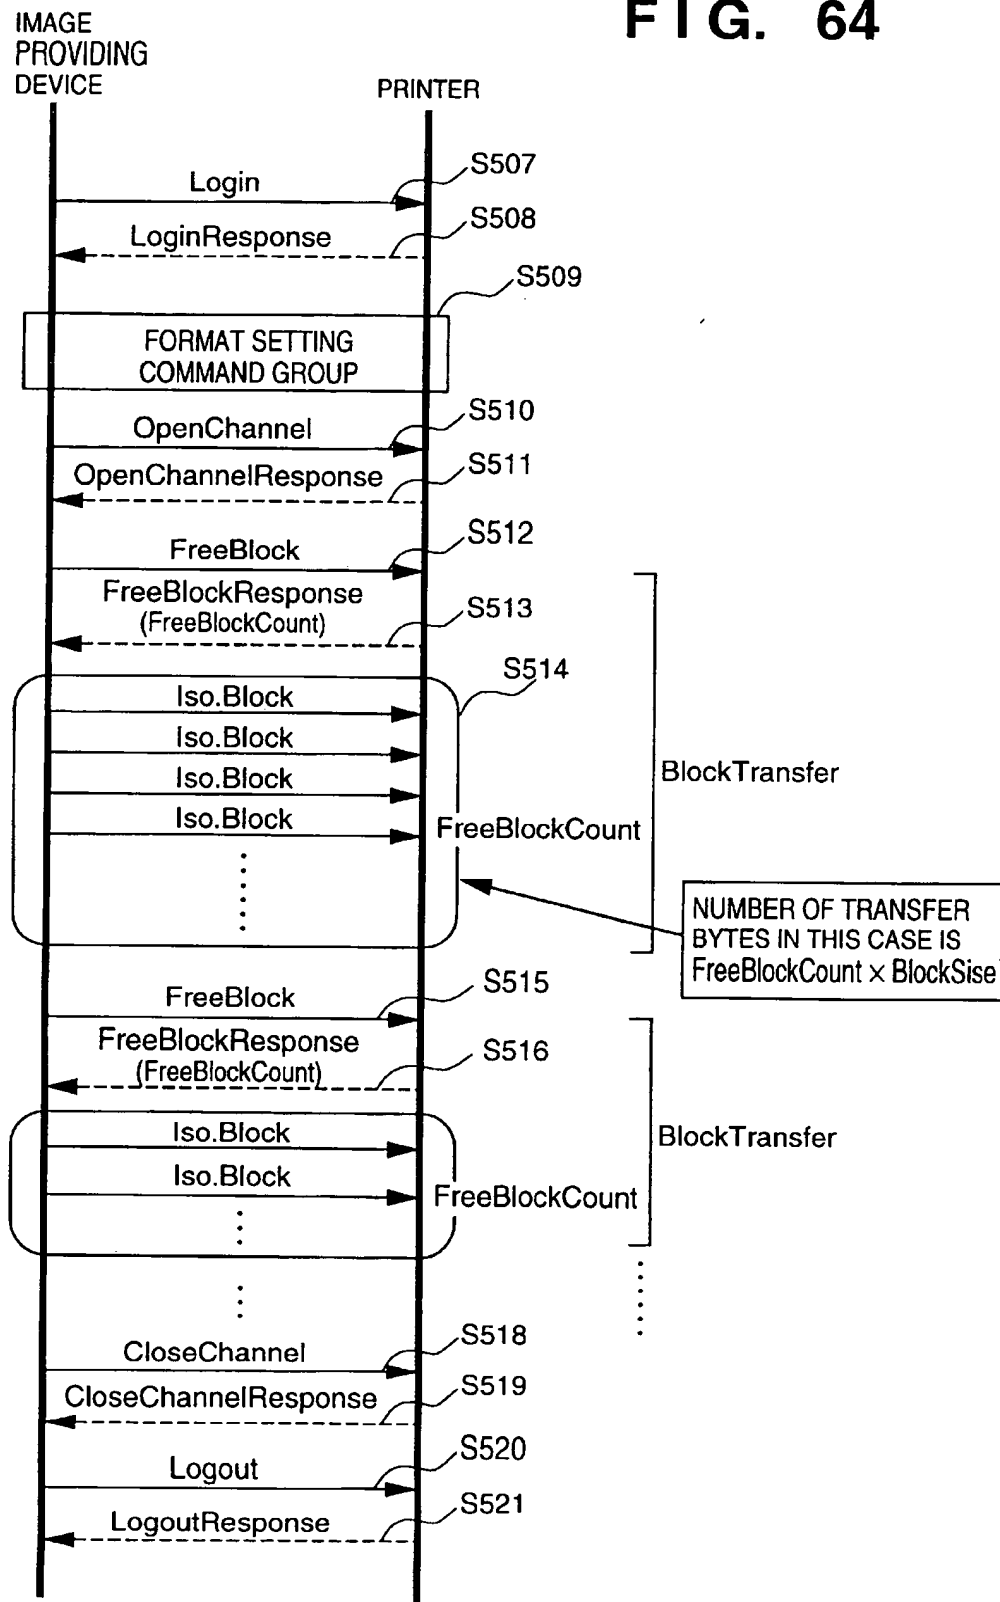 FIG. 64
IMAGE
PROVIDING
DEVICE
PRINTER
Login
S507
LoginResponse
S508
S509
FORMAT SETTING
COMMAND GROUP
OpenChannel
S510
OpenChannelResponse
S511
FreeBlock
S512
FreeBlockResponse
(FreeBlockCount)
S513
S514
Iso.Block
Iso.Block
Iso.Block
Iso.Block
FreeBlockCount
BlockTransfer
NUMBER OF TRANSFER
BYTES IN THIS CASE IS
FreeBlockCount × BlockSise
FreeBlock
S515
FreeBlockResponse
(FreeBlockCount)
S516
Iso.Block
Iso.Block
FreeBlockCount
BlockTransfer
CloseChannel
S518
CloseChannelResponse
S519
Logout
S520
LogoutResponse
S521